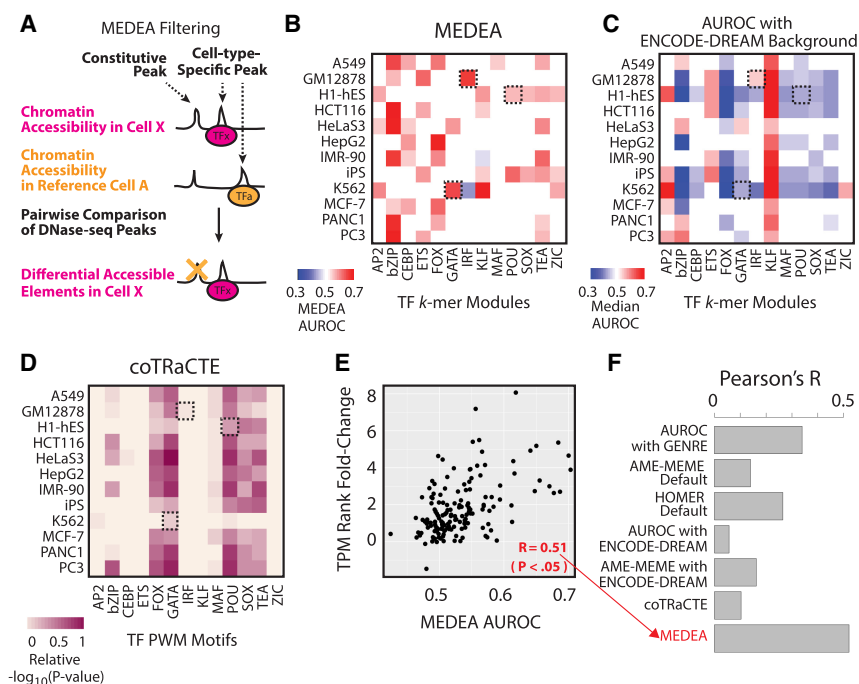 A
MEDEA Filtering
Constitutive
Peak
Cell-type-
Specific Peak
Chromatin
Accessibility in Cell X
TFx
Chromatin
Accessibility
in Reference Cell A
TFa
Pairwise Comparison
of DNase-seq Peaks
Differential Accessible
Elements in Cell X
TFx
B
MEDEA
A549
GM12878
H1-hES
HCT116
HeLaS3
HepG2
IMR-90
iPS
K562
MCF-7
PANC1
PC3
AP2
bZIP
CEBP
ETS
FOX
GATA
IRF
KLF
MAF
POU
SOX
TEA
ZIC
0.3 0.7
MEDEA
AUROC
TF k-mer Modules
C
AUROC with
ENCODE-DREAM Background
A549
GM12878
H1-hES
HCT116
HeLaS3
HepG2
IMR-90
iPS
K562
MCF-7
PANC1
PC3
AP2
bZIP
CEBP
ETS
FOX
GATA
IRF
KLF
MAF
POU
SOX
TEA
ZIC
0.3 0.7
Median
AUROC
TF k-mer Modules
D
coTRaCTE
A549
GM12878
H1-hES
HCT116
HeLaS3
HepG2
IMR-90
iPS
K562
MCF-7
PANC1
PC3
AP2
bZIP
CEBP
ETS
FOX
GATA
IRF
KLF
MAF
POU
SOX
TEA
ZIC
0 0.5 1
Relative
-log10(P-value)
TF PWM Motifs
E
TPM Rank Fold-Change
8
6
4
2
0
R = 0.51
( P < .05 )
0.5 0.6 0.7
MEDEA AUROC
F
Pearson's R
0 0.5
AUROC
with GENRE
AME-MEME
Default
HOMER
Default
AUROC with
ENCODE-DREAM
AME-MEME with
ENCODE-DREAM
coTRaCTE
MEDEA